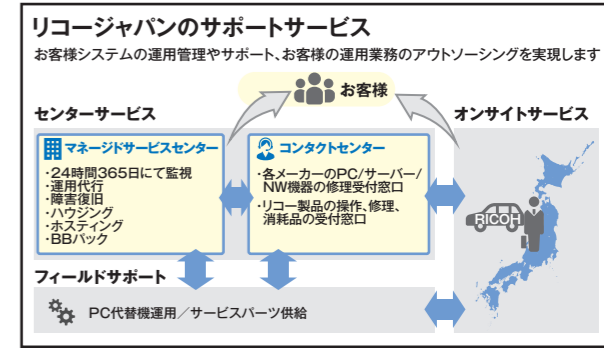 リコージャパンのサポートサービス
お客様システムの運用管理やサポート、お客様の運用業務のアウトソーシングを実現します
お客様
センターサービス
オンサイトサービス
マネージドサービスセンター
・24時間365日にて監視
・運用代行
・障害復旧
・ハウジング
・ホスティング
・BBパック
コンタクトセンター
・各メーカーのPC/サーバー/
NW機器の修理受付窓口
・リコー製品の操作、修理、
消耗品の受付窓口
RICOH
フィールドサポート
PC代替機運用／サービスパーツ供給